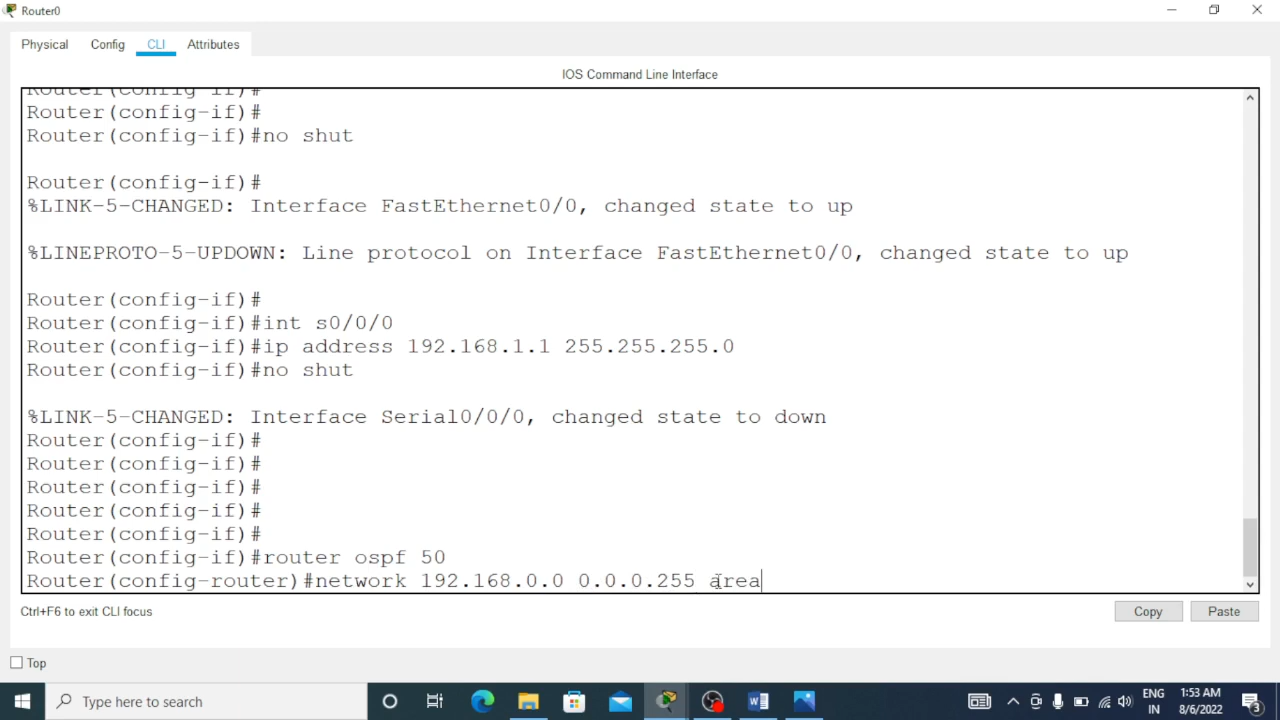 Router0
Physical Config CLI Attributes
IOS Command Line Interface
Router(config-if)#
Router(config-if)#
Router(config-if)#no shut
Router(config-if)#
%LINK-5-CHANGED: Interface FastEthernet0/0, changed state to up
%LINEPROTO-5-UPDOWN: Line protocol on Interface FastEthernet0/0, changed state to up
Router(config-if)#
Router(config-if)#int s0/0/0
Router(config-if)#ip address 192.168.1.1 255.255.255.0
Router(config-if)#no shut
%LINK-5-CHANGED: Interface Serial0/0/0, changed state to down
Router(config-if)#
Router(config-if)#
Router(config-if)#
Router(config-if)#
Router(config-if)#
Router(config-if)#router ospf 50
Router(config-router)#network 192.168.0.0 0.0.0.255 area
Ctrl+F6 to exit CLI focus
Copy Paste
Top
Type here to search
ENG
IN
1:53 AM
8/6/2022
3